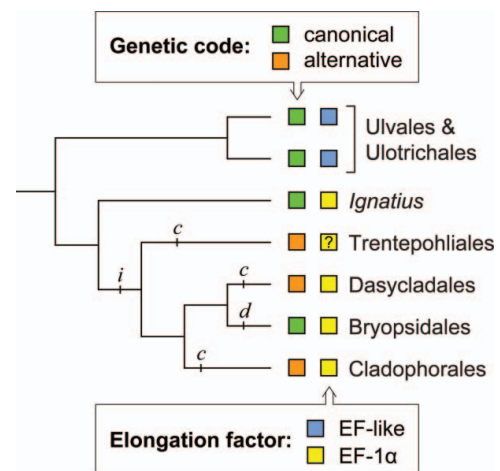 Genetic code: canonical
alternative
Ulvales &
Ulotrichales
Ignatius
c
? Trentepohliales
i
c
Dasycladales
d
Bryopsidales
c
Cladophorales
Elongation factor: EF-like
EF-1α